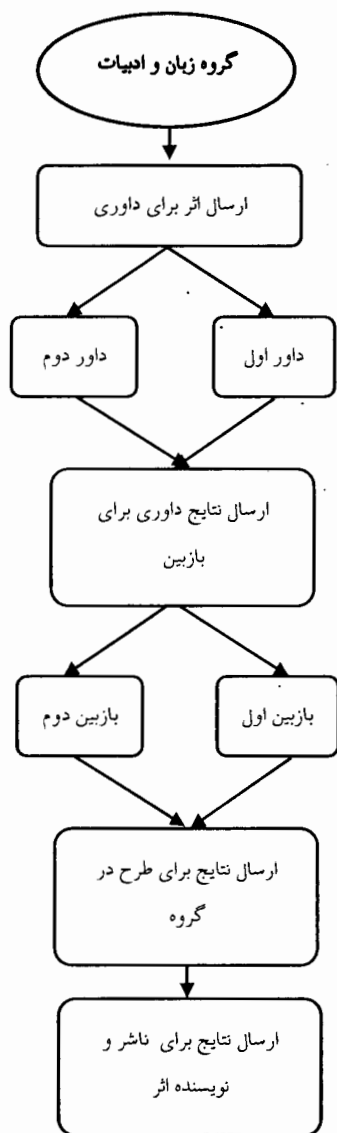 گروه زبان و ادبیات
ارسال اثر برای داوری
داور اول
داور دوم
ارسال نتایج داوری برای
بازبین
بازبین اول
بازبین دوم
ارسال نتایج برای طرح در
گروه
ارسال نتایج برای ناشر و
نویسنده اثر